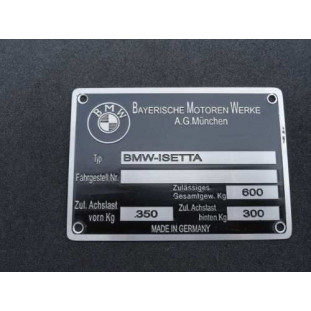 BMW
BAYERISCHE MOTOREN WERKE
A.G.München
Typ BMW-ISETTA
Fahrgestell Nr.
Zulässiges
Gesamtgew. Kg 600
Zul. Achslast
vorn Kg .350
Zul. Achslast
hinten Kg 300
MADE IN GERMANY